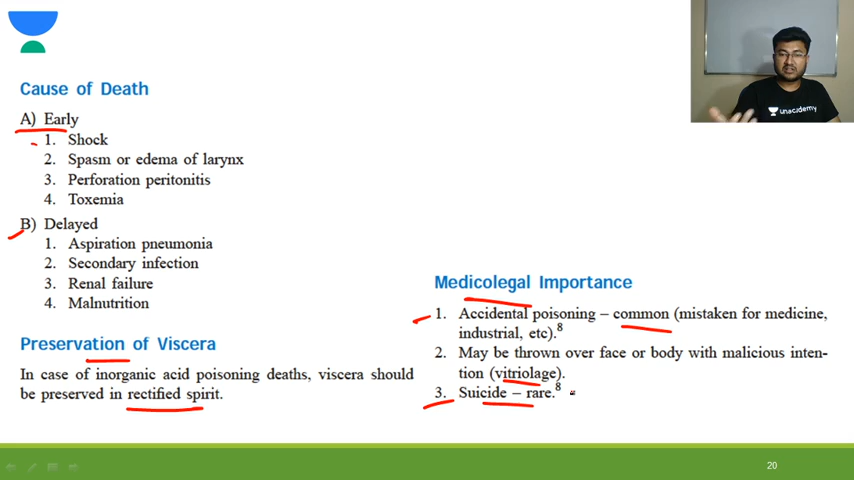 Cause of Death
A) Early
1. Shock
2. Spasm or edema of larynx
3. Perforation peritonitis
4. Toxemia
B) Delayed
1. Aspiration pneumonia
2. Secondary infection
3. Renal failure
4. Malnutrition
Preservation of Viscera
In case of inorganic acid poisoning deaths, viscera should
be preserved in rectified spirit.
unacademy
Medicolegal Importance
1. Accidental poisoning – common (mistaken for medicine,
industrial, etc).8
2. May be thrown over face or body with malicious inten-
tion (vitriolage).
3. Suicide – rare.8
20